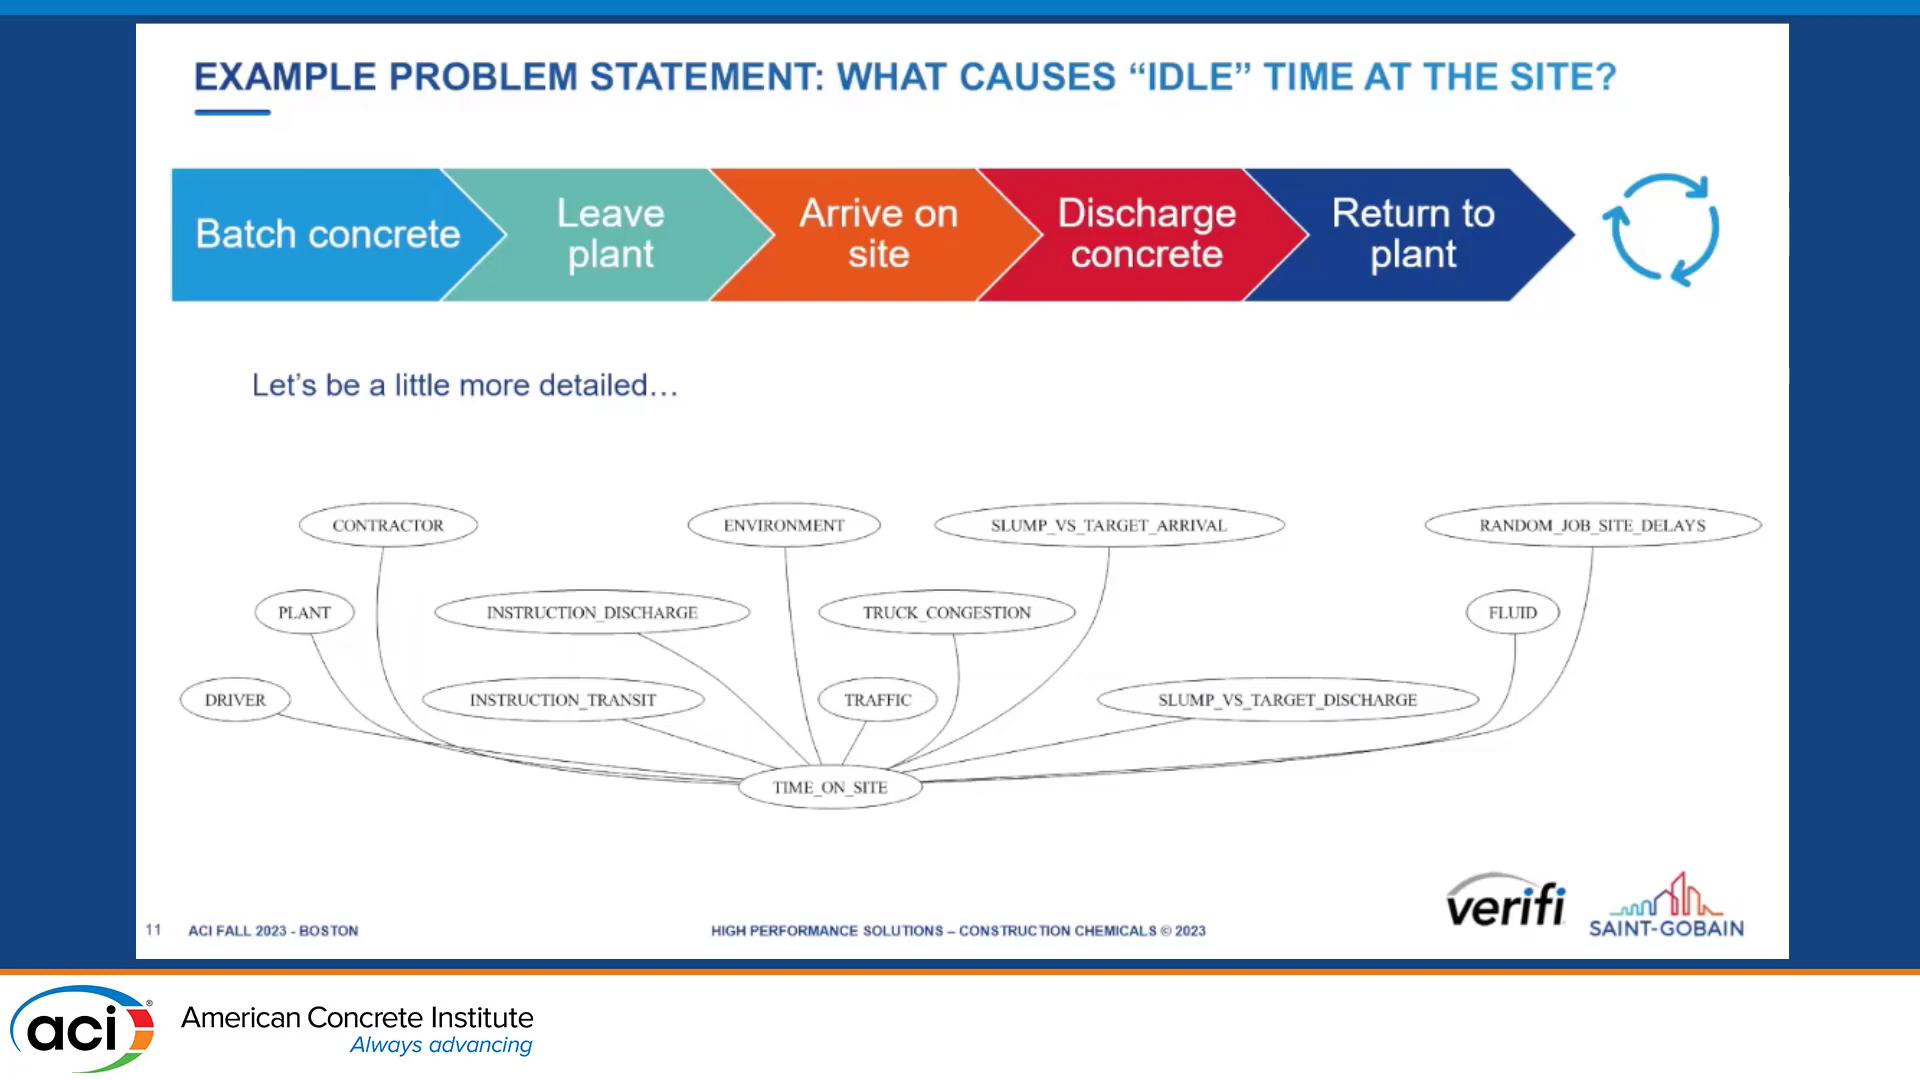 EXAMPLE PROBLEM STATEMENT: WHAT CAUSES “IDLE” TIME AT THE SITE?
Batch concrete
Leave
plant
Arrive on
site
Discharge
concrete
Return to
plant
Let’s be a little more detailed…
CONTRACTOR
ENVIRONMENT
SLUMP_VS_TARGET_ARRIVAL
RANDOM_JOB_SITE_DELAYS
PLANT
INSTRUCTION_DISCHARGE
TRUCK_CONGESTION
FLUID
DRIVER
INSTRUCTION_TRANSIT
TRAFFIC
SLUMP_VS_TARGET_DISCHARGE
TIME_ON_SITE
verifi
SAINT-GOBAIN
11 ACI FALL 2023 - BOSTON
HIGH PERFORMANCE SOLUTIONS – CONSTRUCTION CHEMICALS © 2023
aci®
American Concrete Institute
Always advancing